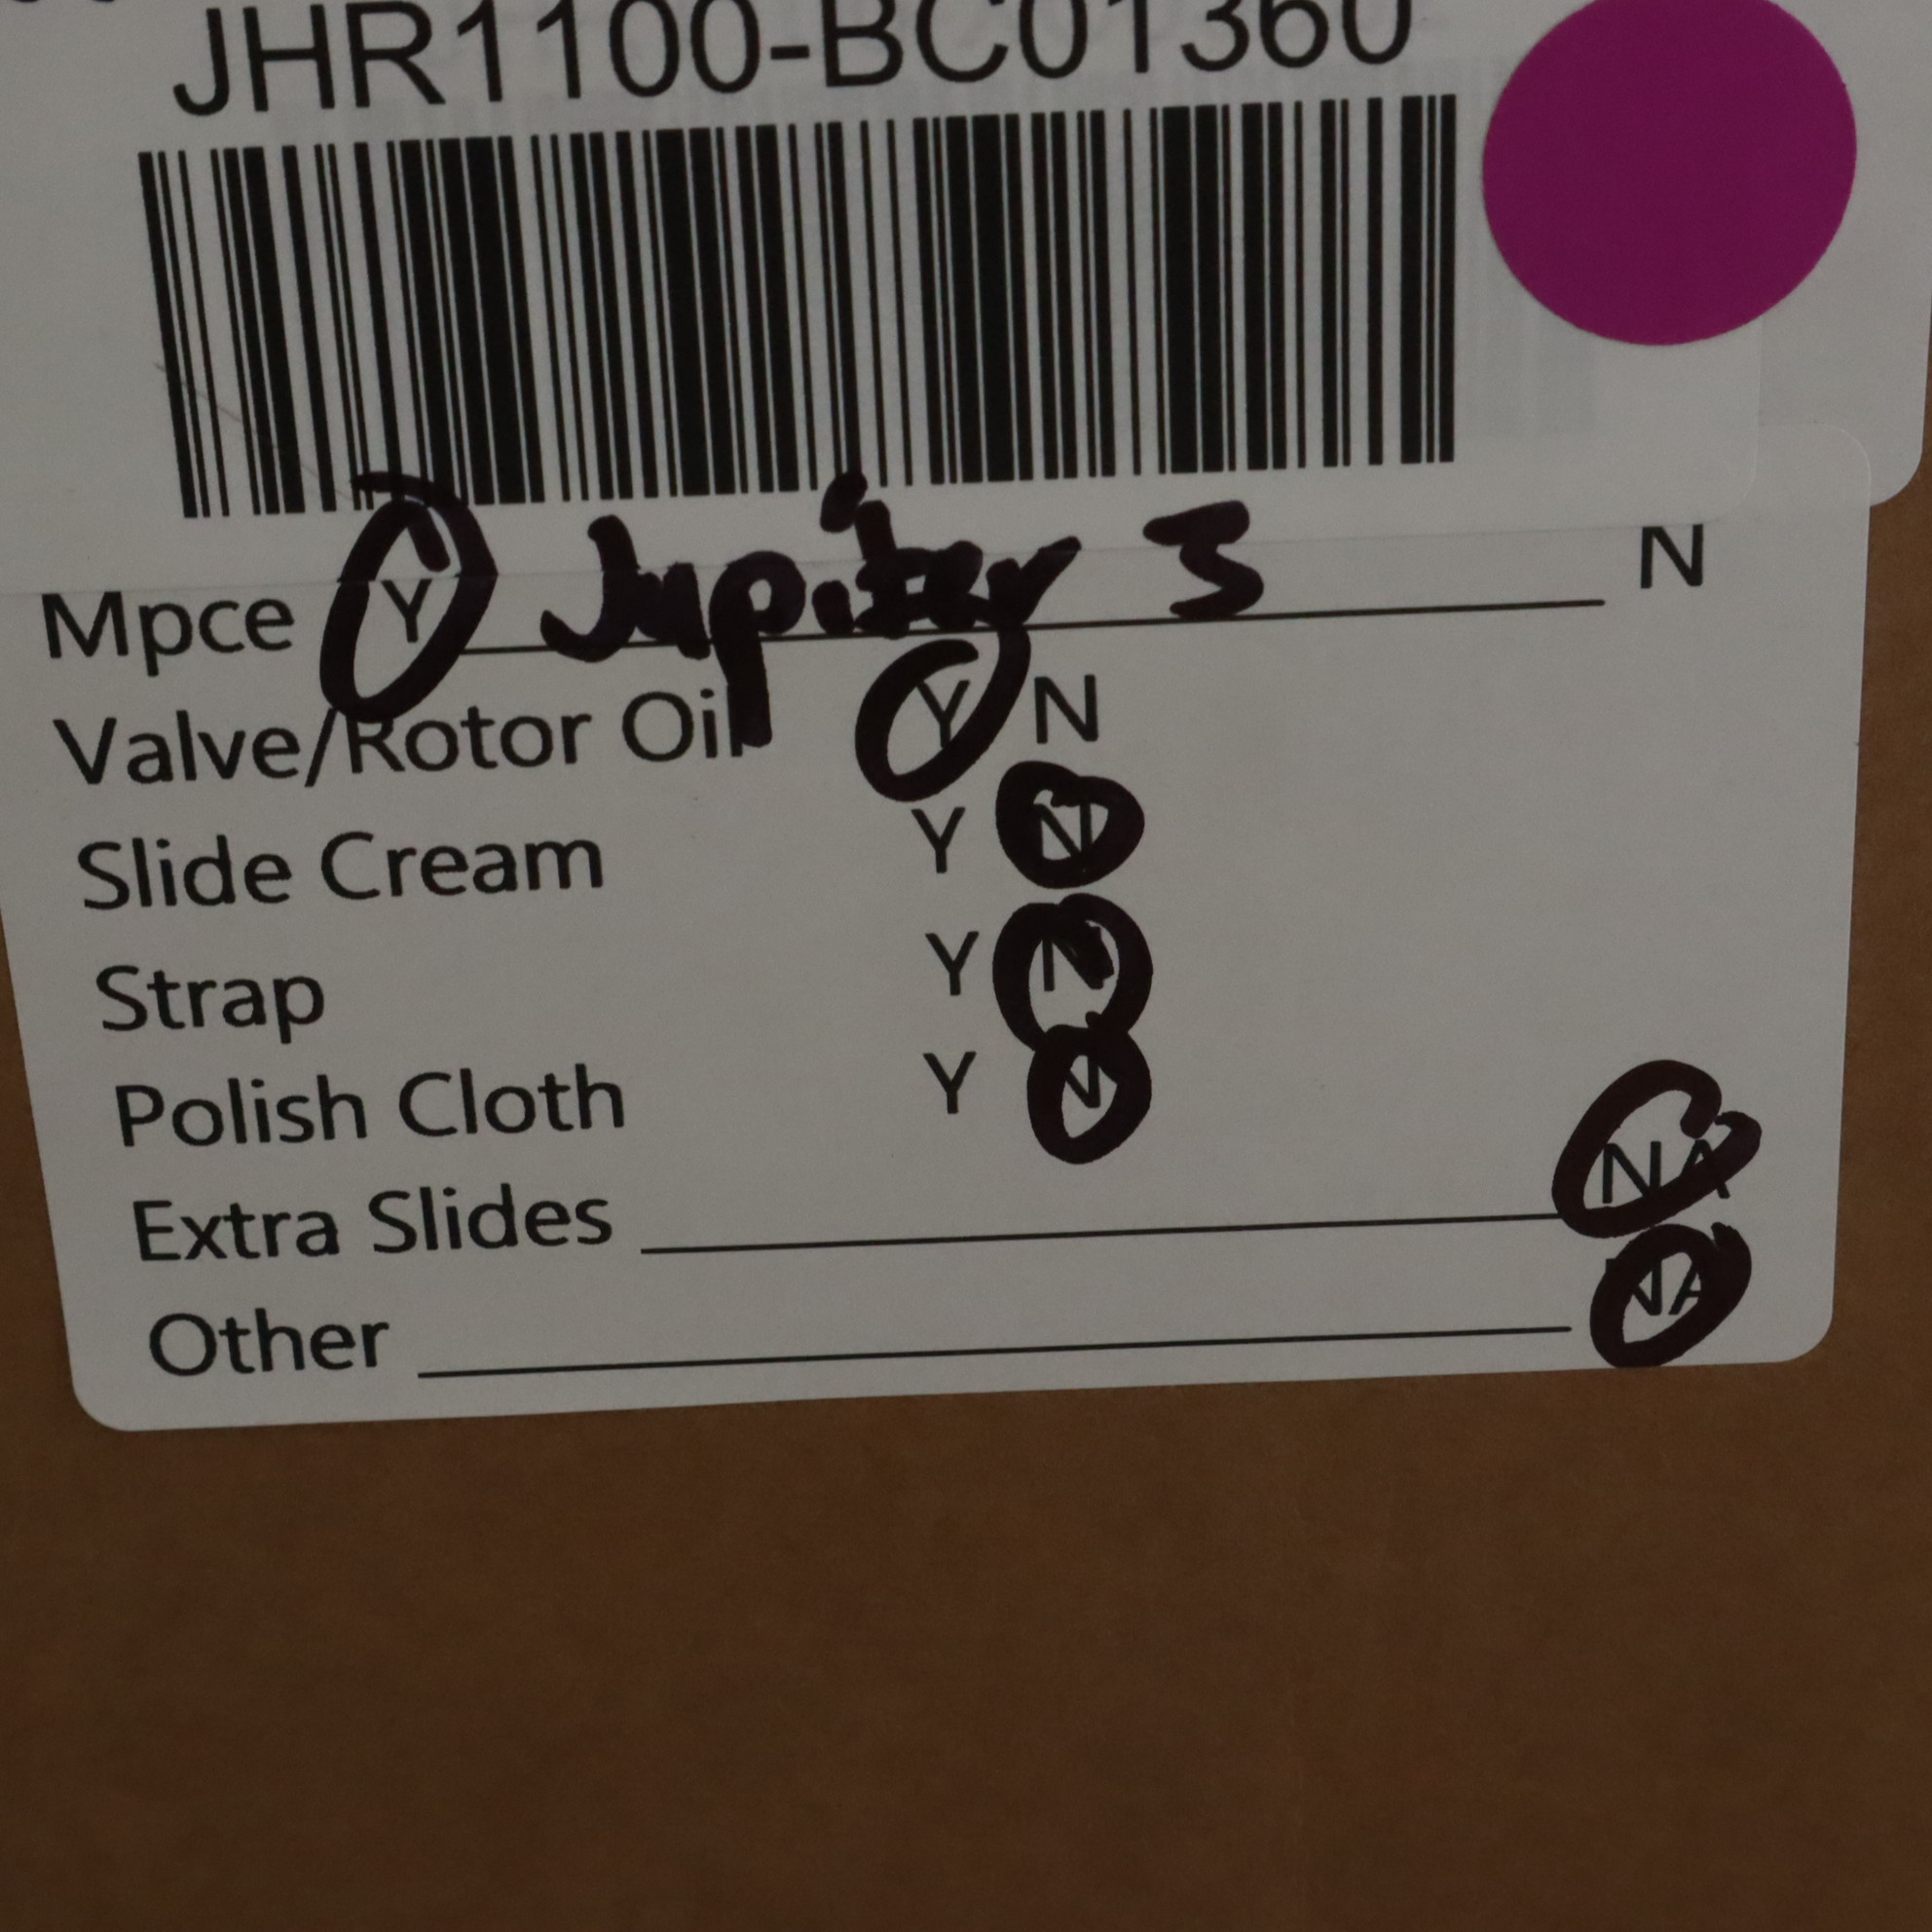 JHR1100-BC01360
Mpce Y Jupiter 3 N
Valve/Rotor Oil Y N
Slide Cream Y N
Strap Y N
Polish Cloth Y N
Extra Slides NA
Other NA